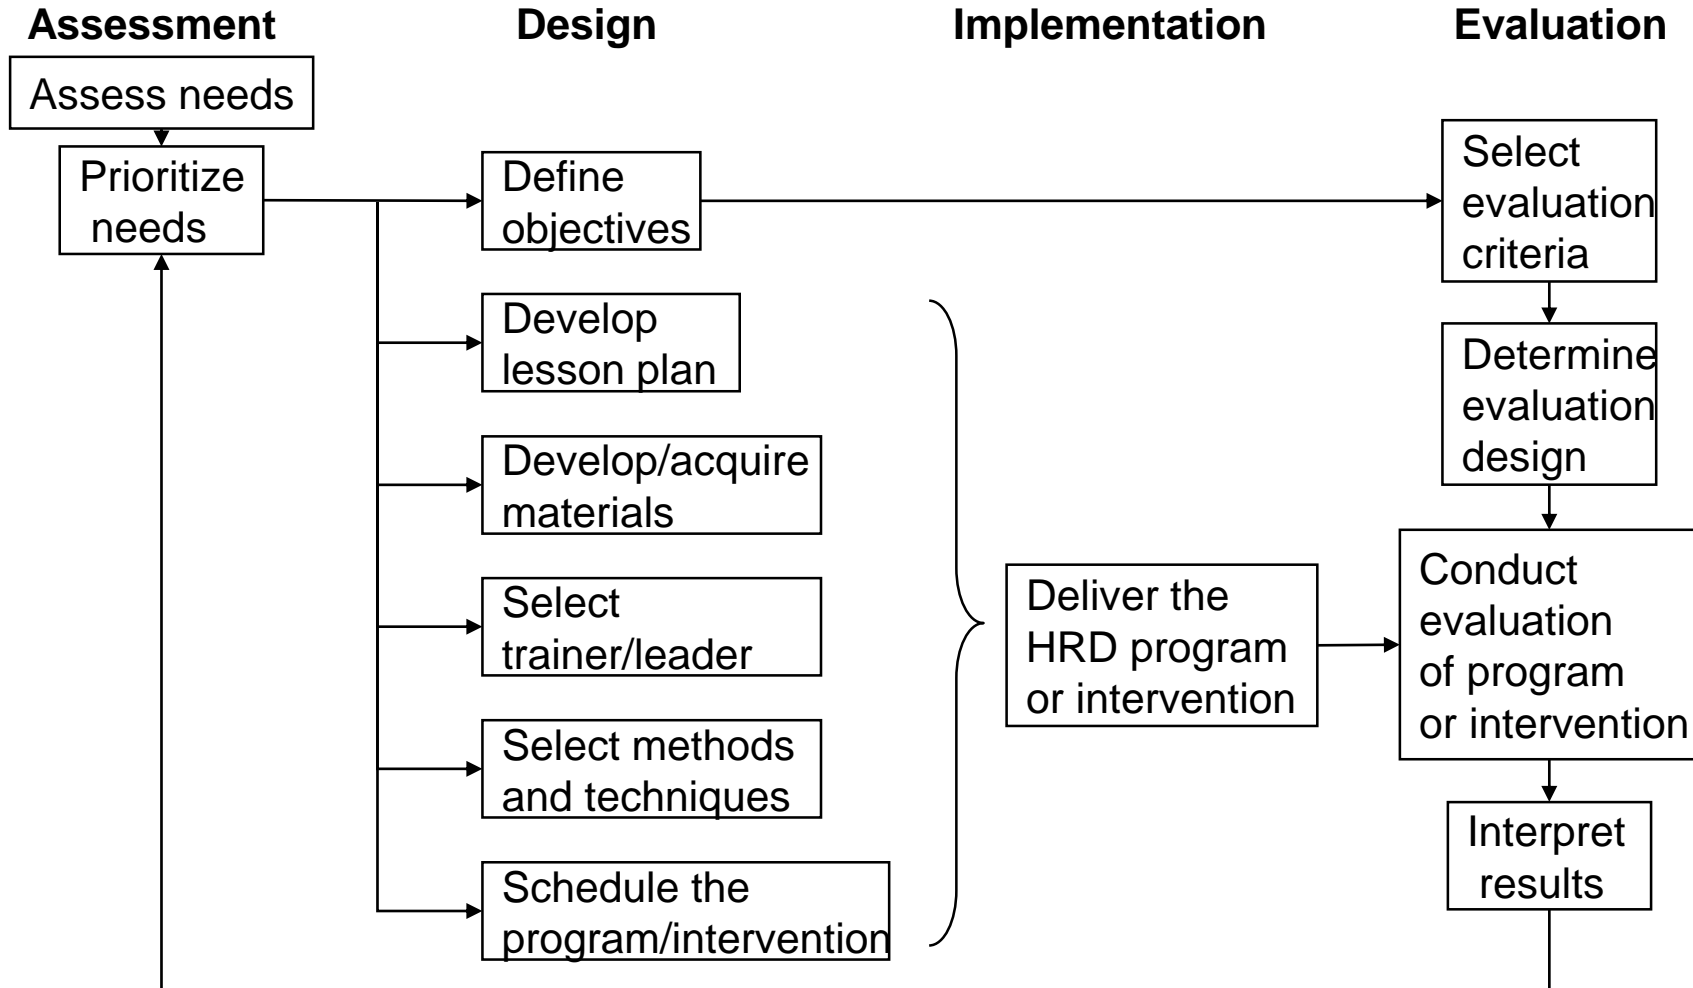 Assessment
Design
Implementation
Evaluation
Assess needs
Prioritize
needs
Define
objectives
Develop
lesson plan
Develop/acquire
materials
Select
trainer/leader
Select methods
and techniques
Schedule the
program/intervention
Deliver the
HRD program
or intervention
Select
evaluation
criteria
Determine
evaluation
design
Conduct
evaluation
of program
or intervention
Interpret
results